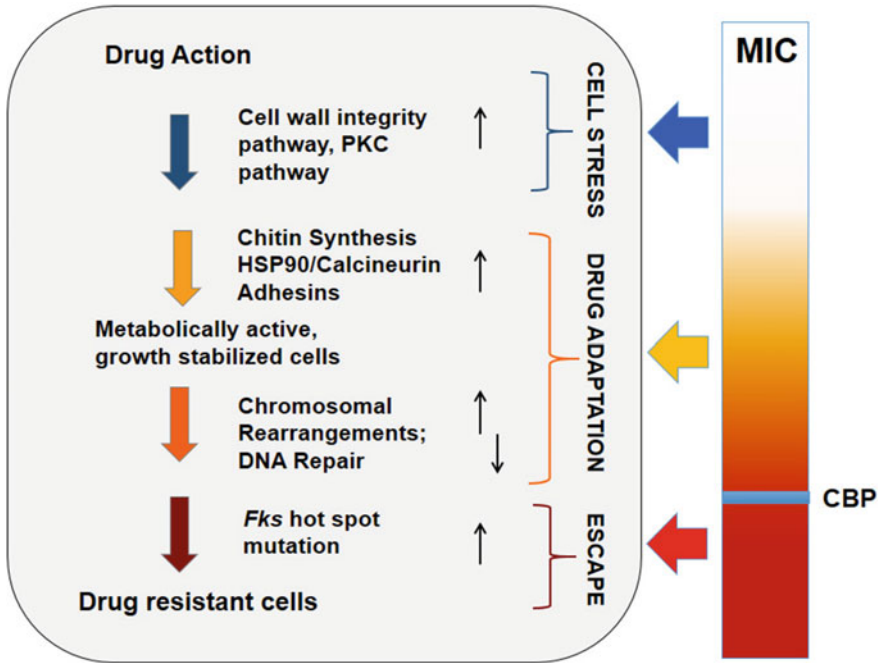 Drug Action
Cell wall integrity
pathway, PKC
pathway
CELL STRESS
Chitin Synthesis
HSP90/Calcineurin
Adhesins
Metabolically active,
growth stabilized cells
Chromosomal
Rearrangements;
DNA Repair
DRUG ADAPTATION
Fks hot spot
mutation
ESCAPE
Drug resistant cells
MIC
CBP